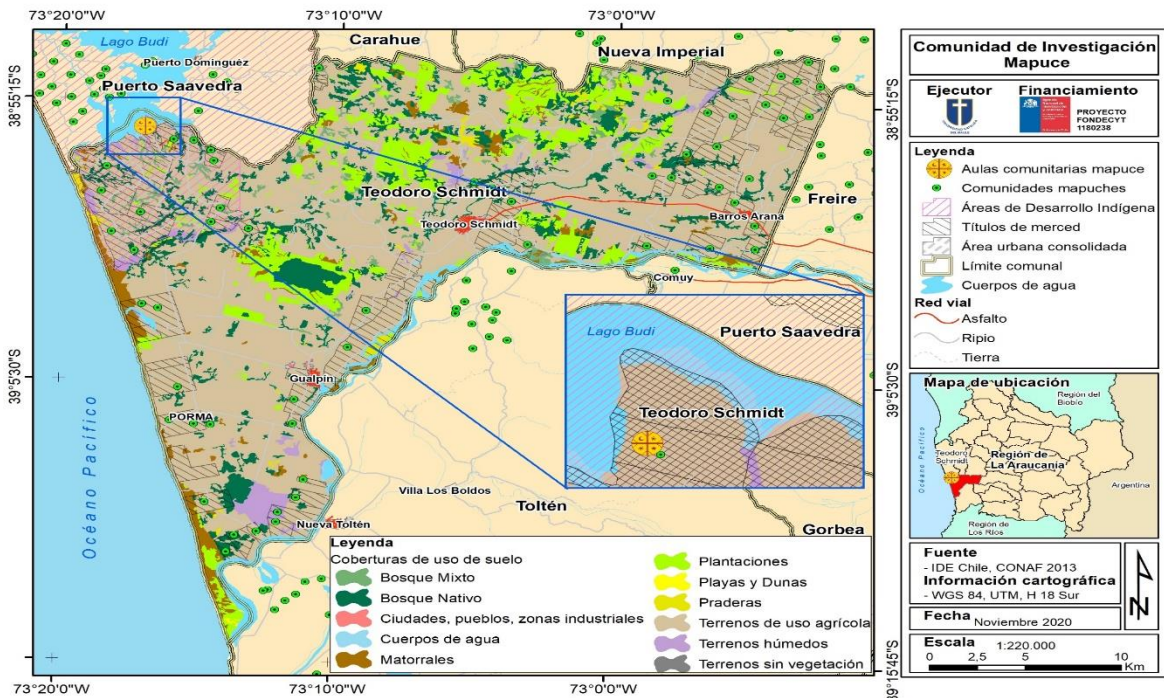 73°20'0"W
73°10'0"W
73°0'0"W
38°55'15"S
39°5'30"S
39°15'45"S
Lago Budi
Puerto Domínguez
Puerto Saavedra
Carahue
Nueva Imperial
Teodoro Schmidt
Teodoro Schmidt
Barros Arana
Freire
Comuy
Gualpin
PORMA
Océano Pacífico
Villa Los Boldos
Toltén
Nueva Toltén
Gorbea
Lago Budi
Puerto Saavedra
Teodoro Schmidt
Leyenda
Coberturas de uso de suelo
Bosque Mixto
Bosque Nativo
Ciudades, pueblos, zonas industriales
Cuerpos de agua
Matorrales
Plantaciones
Playas y Dunas
Praderas
Terrenos de uso agrícola
Terrenos húmedos
Terrenos sin vegetación
73°20'0"W
73°10'0"W
73°0'0"W
38°55'15"S
39°5'30"S
39°15'45"S
Comunidad de Investigación
Mapuce
Ejecutor
Financiamiento
PROYECTO
FONDECYT
1180238
Leyenda
Aulas comunitarias mapuce
Comunidades mapuches
Áreas de Desarrollo Indígena
Títulos de merced
Área urbana consolidada
Límite comunal
Cuerpos de agua
Red vial
Asfalto
Ripio
Tierra
Mapa de ubicación
Región del
Biobío
Teodoro
Schmidt
Región de
La Araucanía
Océano Pacífico
Argentina
Región de
Los Ríos
Fuente
- IDE Chile, CONAF 2013
Información cartográfica
- WGS 84, UTM, H 18 Sur
Fecha Noviembre 2020
Escala 1:220.000
0 2,5 5 10
Km
N